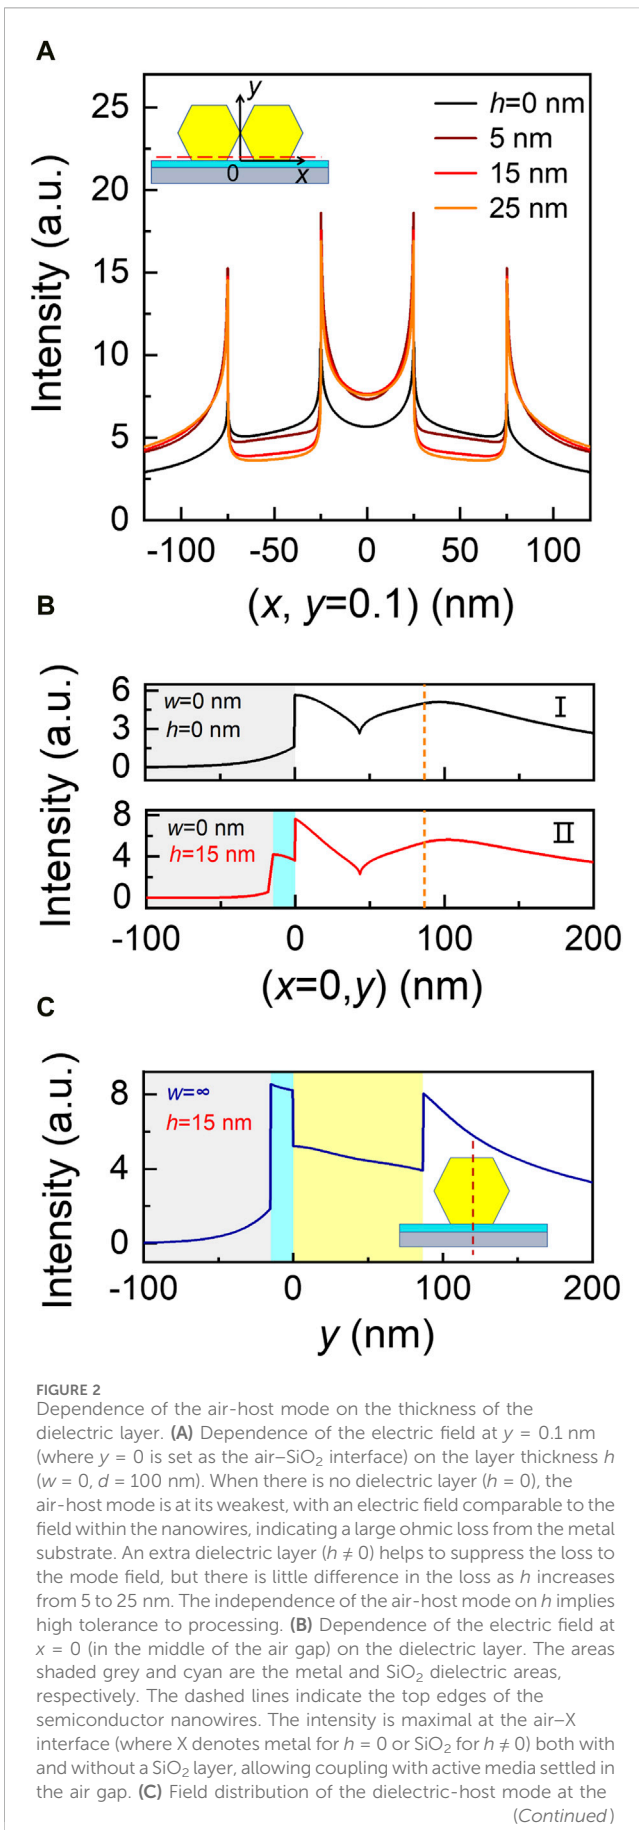 A
25
20
15
10
5
0
Intensity (a.u.)
y
0
x
h=0 nm
5 nm
15 nm
25 nm
-100 -50 0 50 100
(x, y=0.1) (nm)
B
6
3
0
w=0 nm
h=0 nm
I
8
4
0
w=0 nm
h=15 nm
II
Intensity (a.u.)
-100 0 100 200
(x=0,y) (nm)
C
8
4
0
Intensity (a.u.)
w=∞
h=15 nm
-100 0 100 200
y (nm)
FIGURE 2
Dependence of the air-host mode on the thickness of the
dielectric layer. (A) Dependence of the electric field at y = 0.1 nm
(where y = 0 is set as the air–SiO2 interface) on the layer thickness h
(w = 0, d = 100 nm). When there is no dielectric layer (h = 0), the
air-host mode is at its weakest, with an electric field comparable to the
field within the nanowires, indicating a large ohmic loss from the metal
substrate. An extra dielectric layer (h ≠ 0) helps to suppress the loss to
the mode field, but there is little difference in the loss as h increases
from 5 to 25 nm. The independence of the air-host mode on h implies
high tolerance to processing. (B) Dependence of the electric field at
x = 0 (in the middle of the air gap) on the dielectric layer. The areas
shaded grey and cyan are the metal and SiO2 dielectric areas,
respectively. The dashed lines indicate the top edges of the
semiconductor nanowires. The intensity is maximal at the air–X
interface (where X denotes metal for h = 0 or SiO2 for h ≠ 0) both with
and without a SiO2 layer, allowing coupling with active media settled in
the air gap. (C) Field distribution of the dielectric-host mode at the
(Continued)